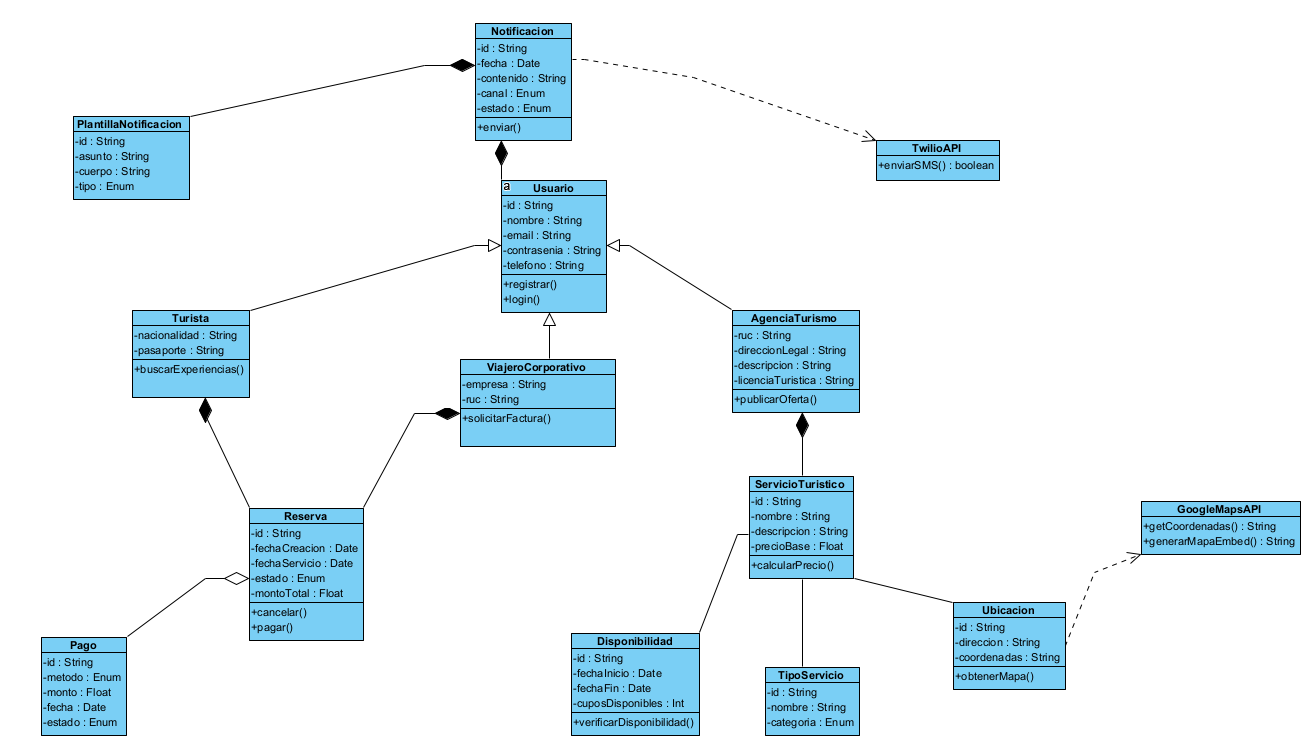 Notificacion
-id : String
-fecha : Date
-contenido : String
-canal : Enum
-estado : Enum
+enviar()
PlantillaNotificacion
-id : String
-asunto : String
-cuerpo : String
-tipo : Enum
TwilioAPI
+enviarSMS() : boolean
a
Usuario
-id : String
-nombre : String
-email : String
-contrasenia : String
-telefono : String
+registrar()
+login()
Turista
-nacionalidad : String
-pasaporte : String
+buscarExperiencias()
ViajeroCorporativo
-empresa : String
-ruc : String
+solicitarFactura()
AgenciaTurismo
-ruc : String
-direccionLegal : String
-descripcion : String
-licenciaTuristica : String
+publicarOferta()
Reserva
-id : String
-fechaCreacion : Date
-fechaServicio : Date
-estado : Enum
-montoTotal : Float
+cancelar()
+pagar()
ServicioTuristico
-id : String
-nombre : String
-descripcion : String
-precioBase : Float
+calcularPrecio()
GoogleMapsAPI
+getCoordenadas() : String
+generarMapaEmbed() : String
Pago
-id : String
-metodo : Enum
-monto : Float
-fecha : Date
-estado : Enum
Disponibilidad
-id : String
-fechaInicio : Date
-fechaFin : Date
-cuposDisponibles : Int
+verificarDisponibilidad()
TipoServicio
-id : String
-nombre : String
-categoria : Enum
Ubicacion
-id : String
-direccion : String
-coordenadas : String
+obtenerMapa()